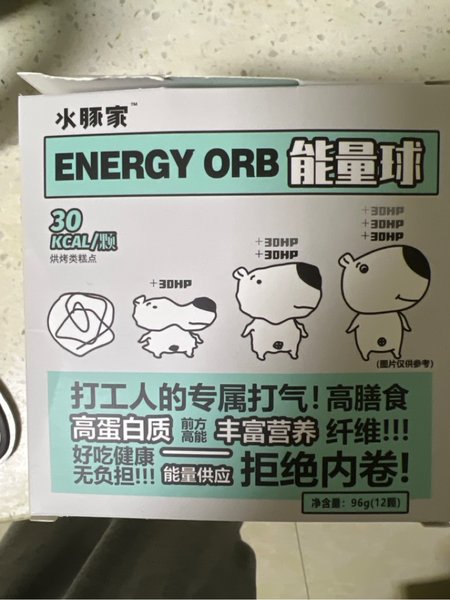 水豚家™
ENERGY ORB 能量球
30
KCAL/颗
烘烤类糕点
+30HP
+30HP
+30HP
+30HP
+30HP
+30HP
(图片仅供参考)
打工人的专属打气！高膳食
高蛋白质 前方高能 丰富营养 纤维!!!
好吃健康
无负担!!! 能量供应 拒绝内卷!
净含量：96g(12颗)